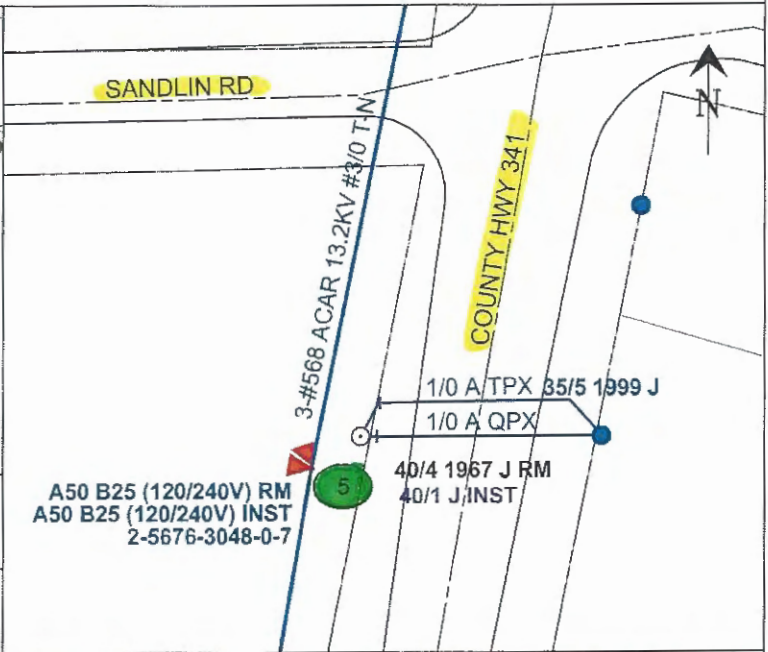 SANDLIN RD
N
COUNTY HWY 341
3-#568 ACAR 13.2KV #3/0 T-N
1/0 A TPX 35/5 1999 J
1/0 A QPX
5
40/4 1967 J RM
40/1 J INST
A50 B25 (120/240V) RM
A50 B25 (120/240V) INST
2-5676-3048-0-7